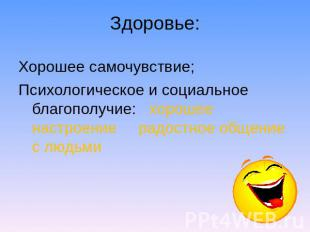 Здоровье:
Хорошее самочувствие;
Психологическое и социальное
благополучие: хорошее
настроение радостное общение
с людьми
PPt4WEB.ru